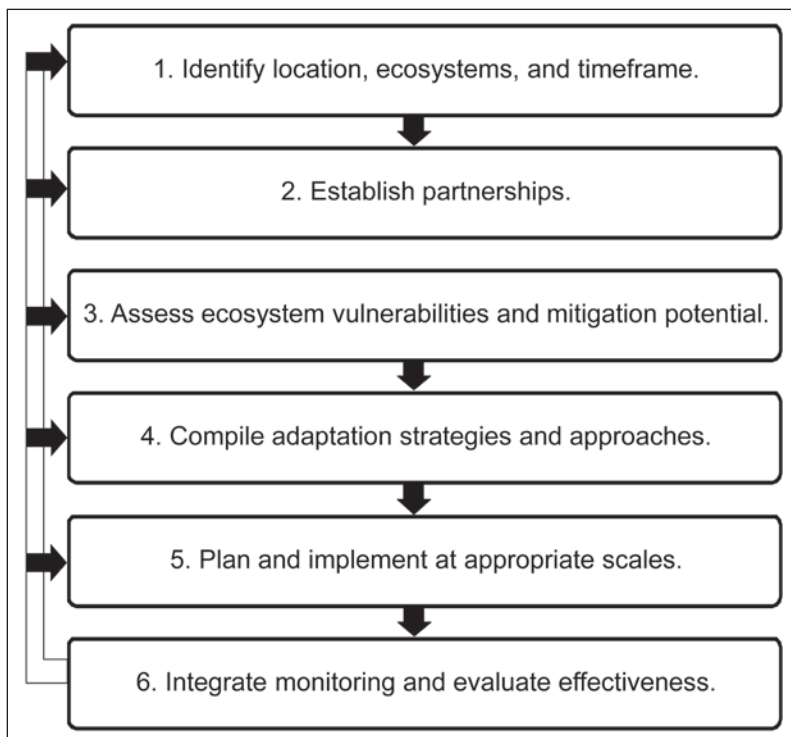 1. Identify location, ecosystems, and timeframe.
2. Establish partnerships.
3. Assess ecosystem vulnerabilities and mitigation potential.
4. Compile adaptation strategies and approaches.
5. Plan and implement at appropriate scales.
6. Integrate monitoring and evaluate effectiveness.